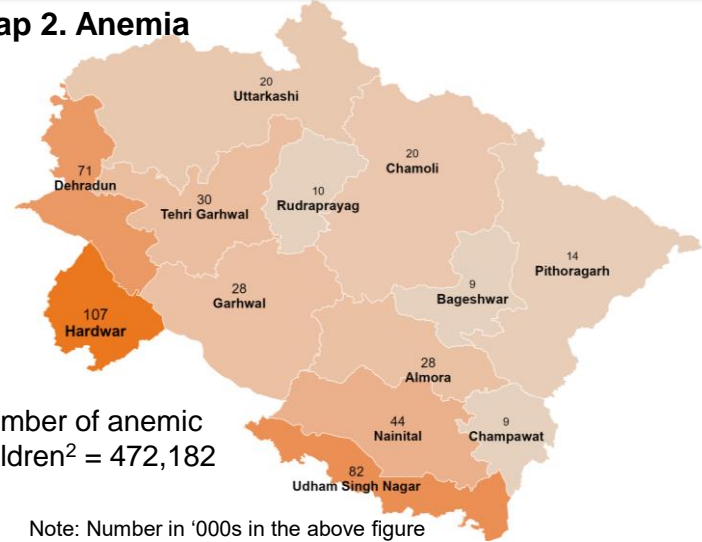 ap 2. Anemia
20
Uttarkashi
20
Chamoli
71
Dehradun
30
Tehri Garhwal
10
Rudraprayag
14
Pithoragarh
28
Garhwal
9
Bageshwar
107
Hardwar
28
Almora
44
Nainital
9
Champawat
mber of anemic
ldren² = 472,182
82
Udham Singh Nagar
Note: Number in ‘000s in the above figure